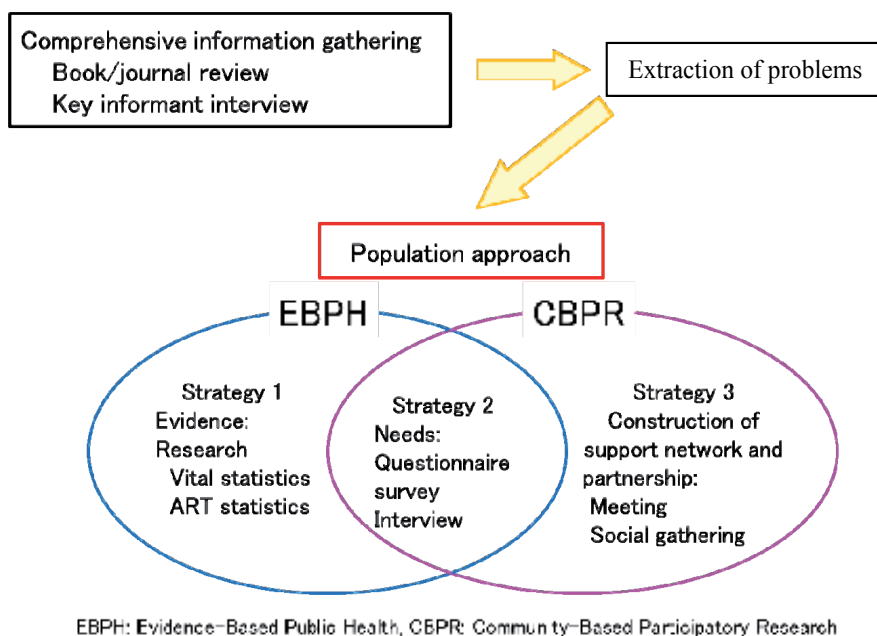 Comprehensive information gathering
Book/journal review
Key informant interview
Extraction of problems
Population approach
EBPH
CBPR
Strategy 1
Evidence:
Research
Vital statistics
ART statistics
Strategy 2
Needs:
Questionnaire
survey
Interview
Strategy 3
Construction of
support network and
partnership:
Meeting
Social gathering
EBPH: Evidence-Based Public Health, CBPR: Community-Based Participatory Research